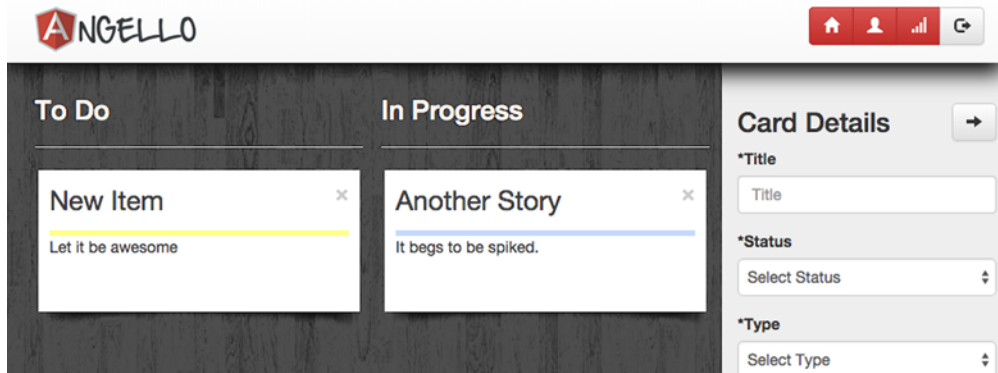 ANGELLO
To Do
New Item
×
Let it be awesome
In Progress
Another Story
×
It begs to be spiked.
Card Details
*Title
Title
*Status
Select Status
*Type
Select Type